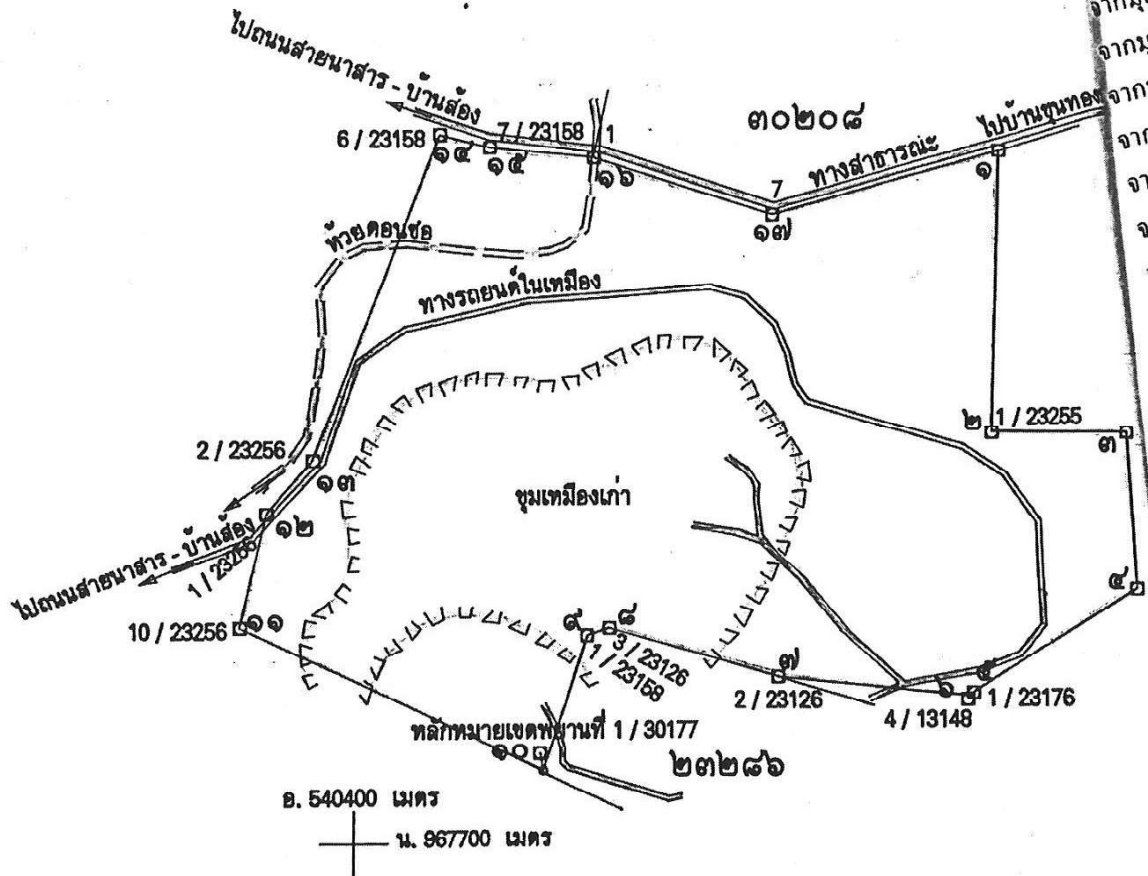 ไปถนนสายนาสาร - บ้านส้อง
๓๐๒๐๘
ไปบ้านขุนทอง
ทางสาธารณะ
6 / 23158
๑๔
7 / 23158
๑๕
1
๑๖
7
๑๗
๑
ห้วยตอนซอ
ทางรถยนต์ในเหมือง
๒
1 / 23255
๓
2 / 23256
๑๓
ขุมเหมืองเก่า
๑๒
ไปถนนสายนาสาร - บ้านส้อง
1 / 23256
๔
10 / 23256
๑๑
๙
๘
3 / 23126
1 / 23158
๗
2 / 23126
๖
๕
1 / 23176
4 / 13148
หลักหมายเขตพยานที่ 1 / 30177
๑๐
๒๓๒๘๖
อ. 540400 เมตร
น. 967700 เมตร